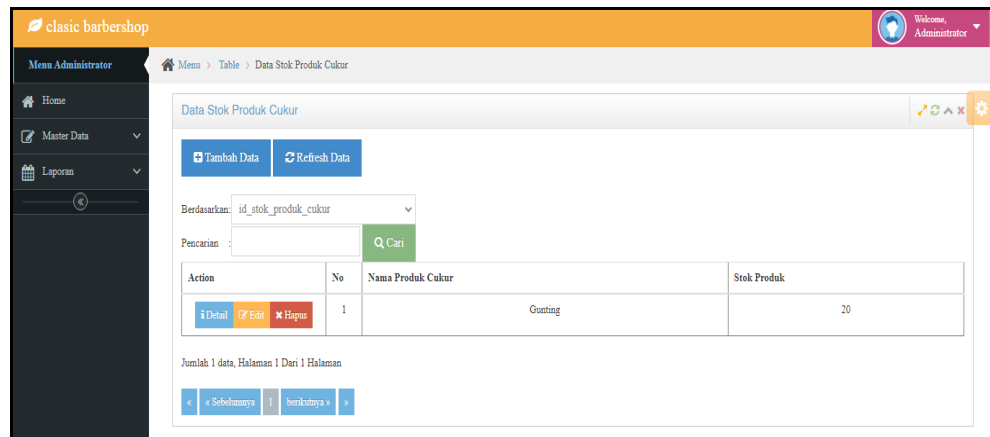 clasic barbershop
Welcome,
Administrator
Menu Administrator
Menu > Table > Data Stok Produk Cukur
Home
Master Data
Laporan
Data Stok Produk Cukur
Tambah Data Refresh Data
Berdasarkan: id_stok_produk_cukur
Pencarian : Cari
Action No Nama Produk Cukur Stok Produk
Detail Edit Hapus 1 Gunting 20
Jumlah 1 data, Halaman 1 Dari 1 Halaman
« « Sebelumnya 1 berikutnya » »